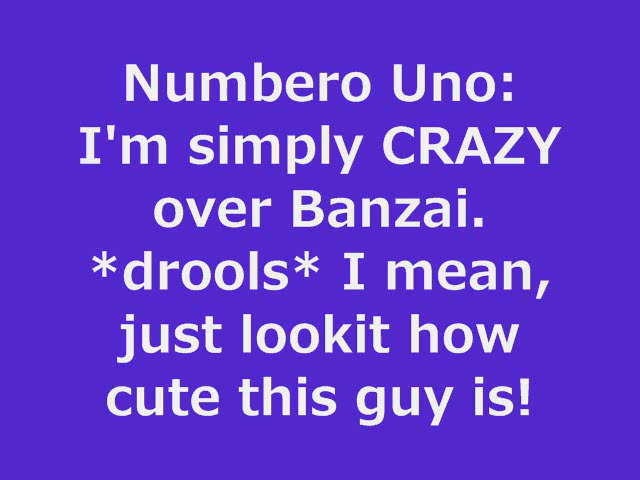 Numbero Uno:
I'm simply CRAZY
over Banzai.
*drools* I mean,
just lookit how
cute this guy is!